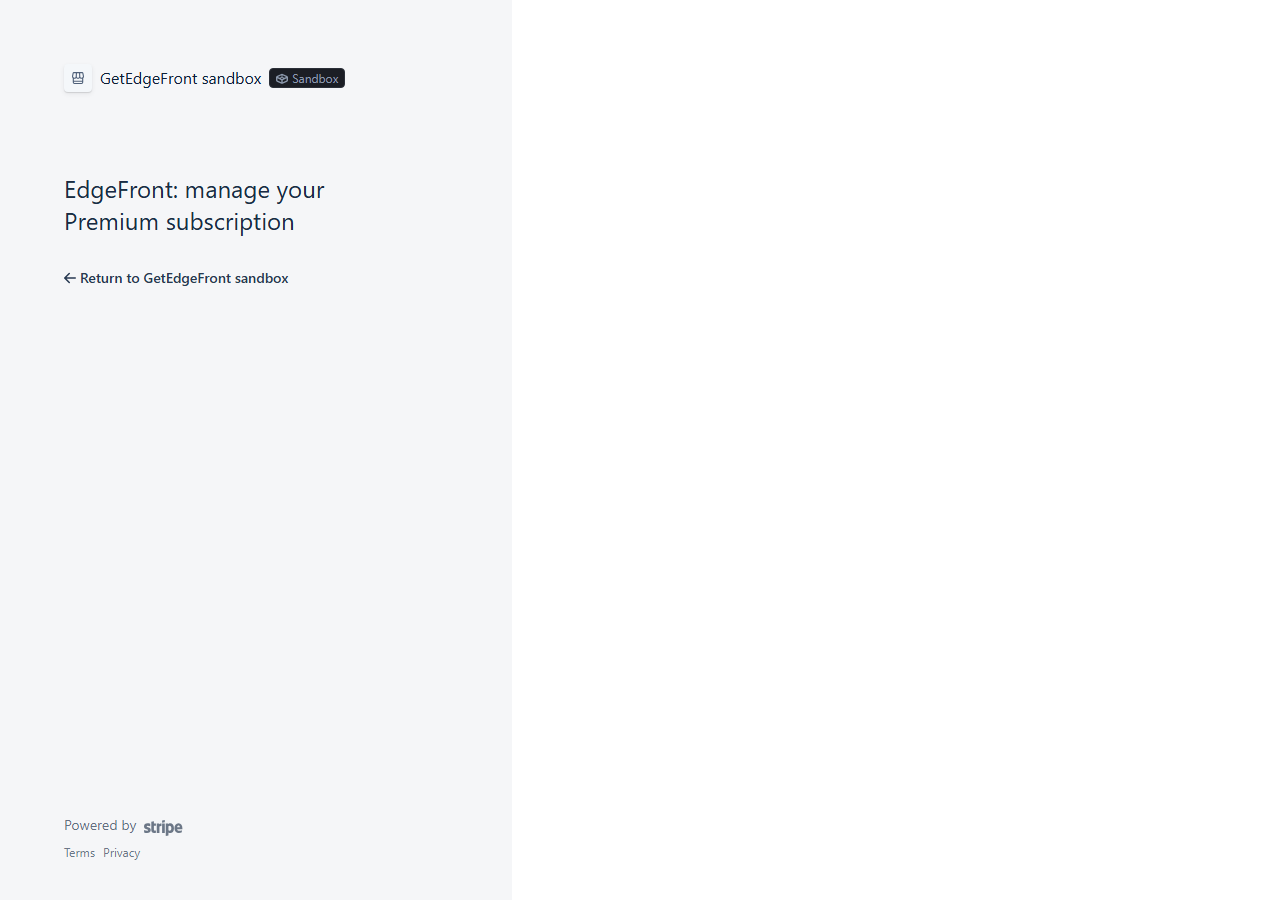 GetEdgeFront sandbox Sandbox
EdgeFront: manage your
Premium subscription
Return to GetEdgeFront sandbox
Powered by stripe
Terms Privacy